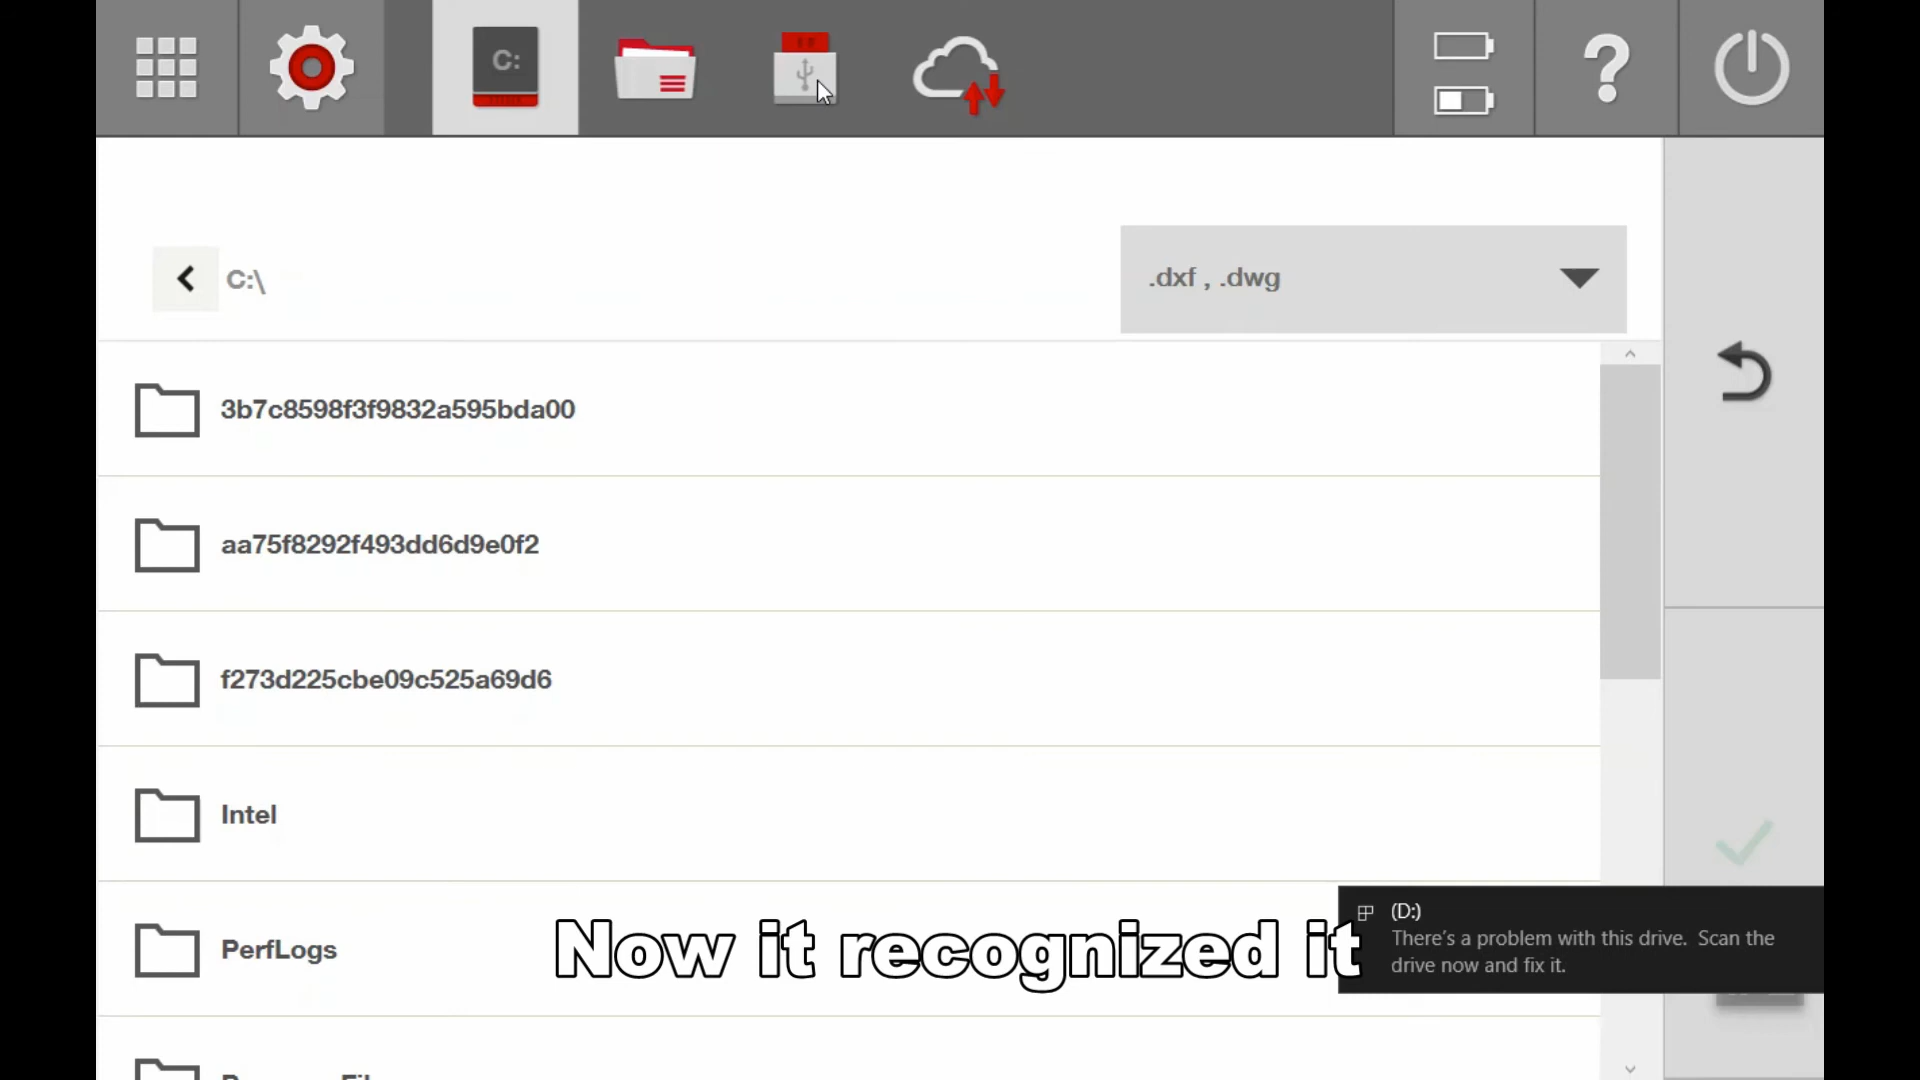 C:
C:\
.dxf , .dwg
3b7c8598f3f9832a595bda00
aa75f8292f493dd6d9e0f2
f273d225cbe09c525a69d6
Intel
PerfLogs
Now it recognized it
(D:)
There's a problem with this drive. Scan the
drive now and fix it.